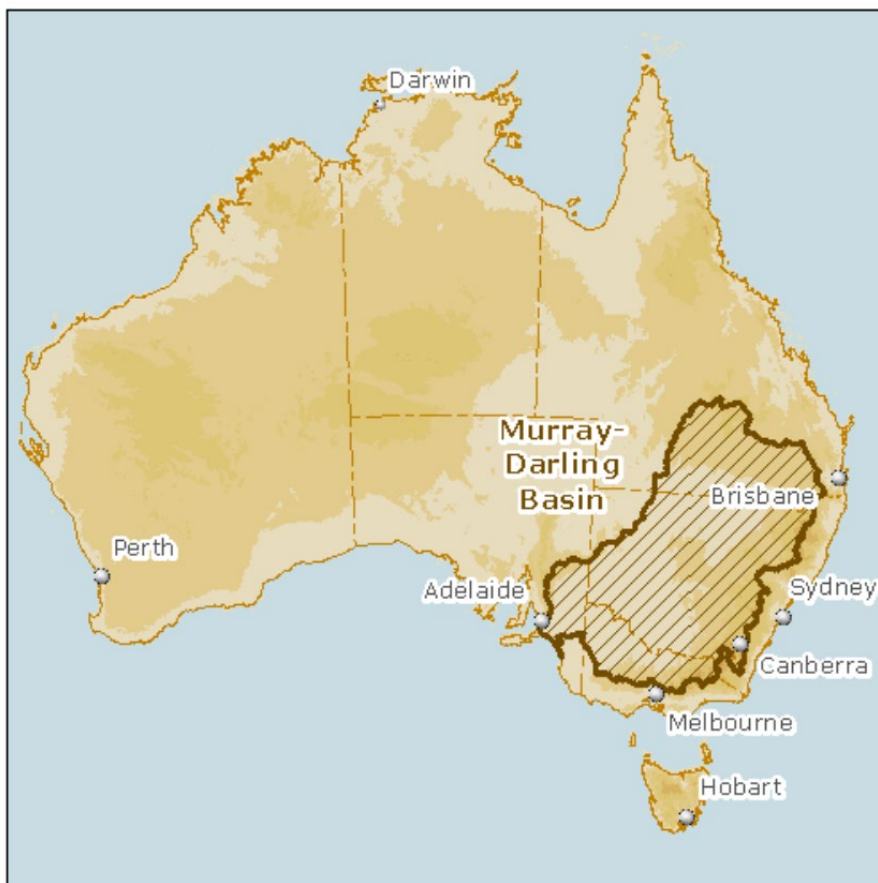 Darwin
Murray-
Darling
Basin
Brisbane
Perth
Adelaide
Sydney
Canberra
Melbourne
Hobart